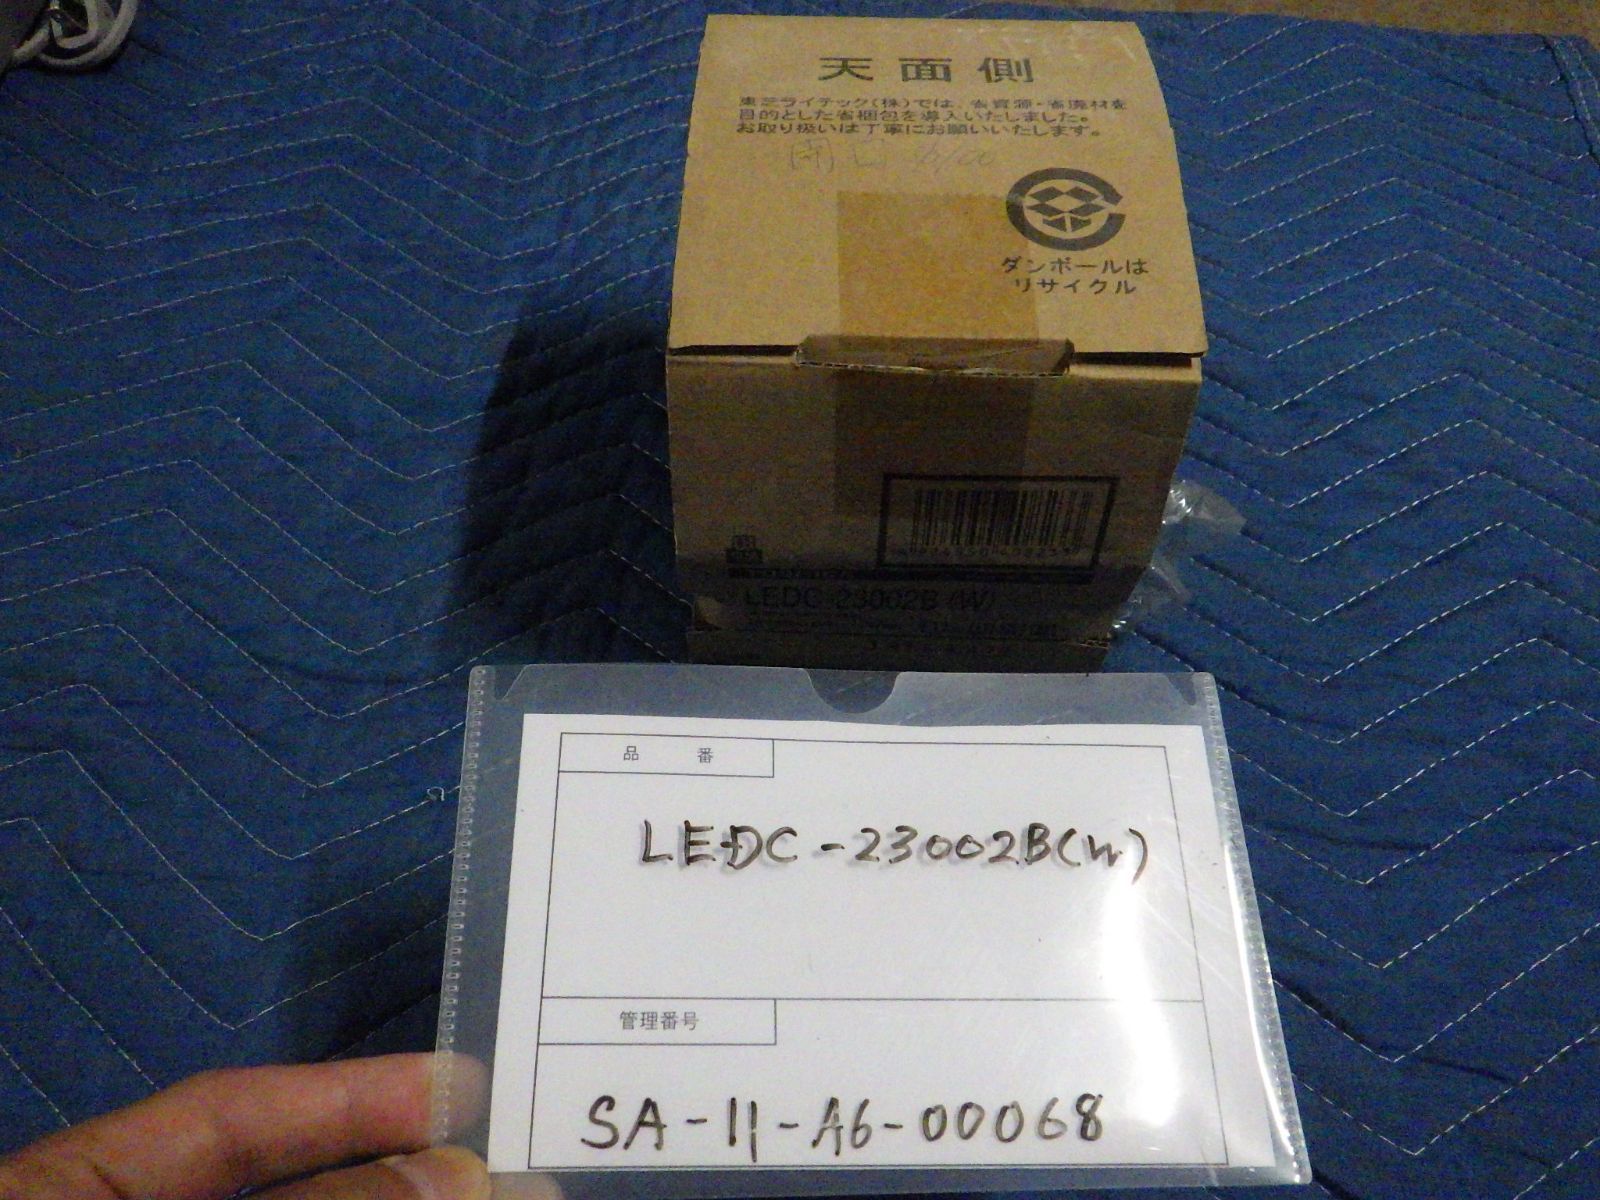 天面側
東芝ライテック(株)では、省資源・省廃材を
目的とした省梱包を導入いたしました。
お取り扱いは丁寧にお願いいたします。
ダンボールは
リサイクル
LEDC-23002B (W)
品番
LEDC-23002B(W)
管理番号
SA-11-A6-00068